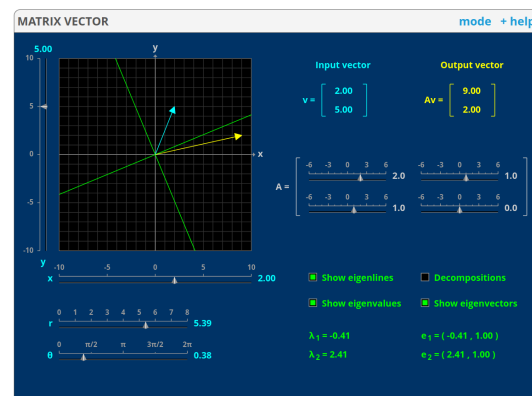 MATRIX VECTOR mode + help
5.00 y
Input vector Output vector
v = 2.00 5.00 Av = 9.00 2.00
10 5 0 -5 -10
x
y
-10 -5 0 5 10
x 2.00
A =
-6 -3 0 3 6 2.0 -6 -3 0 3 6 1.0
-6 -3 0 3 6 1.0 -6 -3 0 3 6 0.0
0 1 2 3 4 5 6 7 8
r 5.39
0 π/2 π 3π/2 2π
θ 0.38
Show eigenlines Decompositions
Show eigenvalues Show eigenvectors
λ1 = -0.41 e1 = ( -0.41 , 1.00 )
λ2 = 2.41 e2 = ( 2.41 , 1.00 )